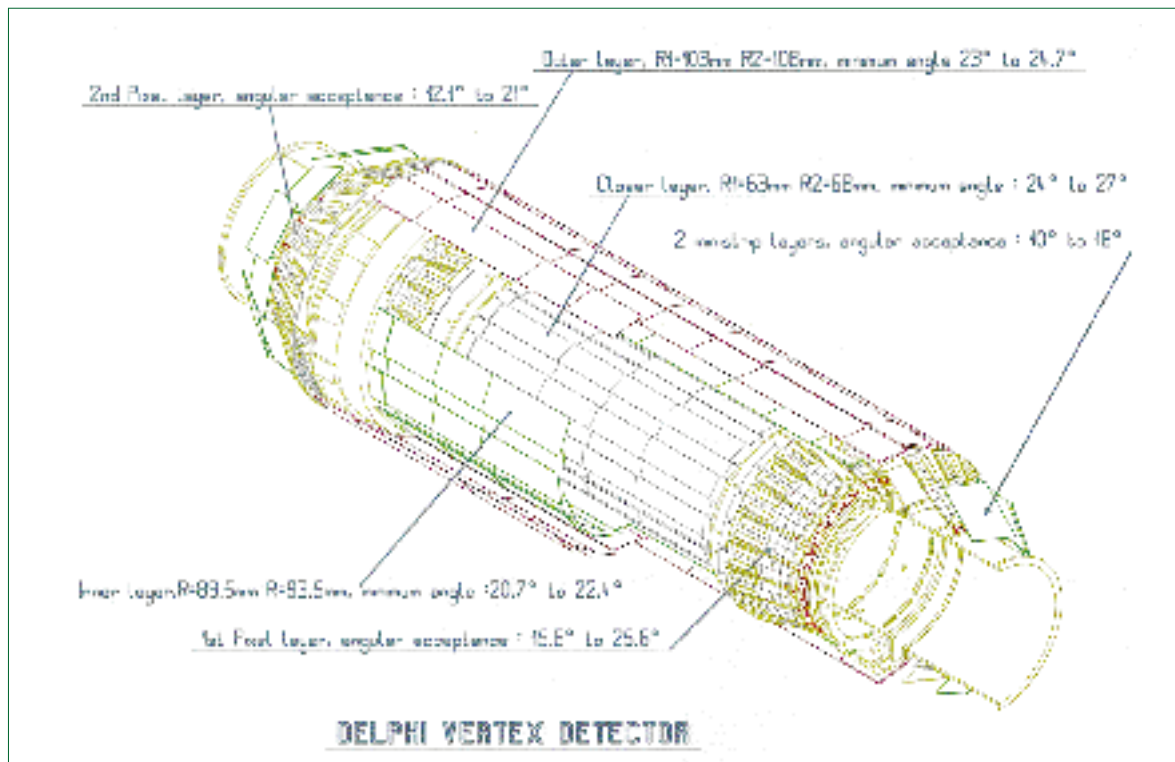 Outer layer, R1=103mm R2=108mm, minimum angle 23° to 24.7°
2nd Pixel layer, angular acceptance : 12.1° to 21°
Closer layer, R1=63mm R2=68mm, minimum angle : 24° to 27°
2 ministrip layers, angular acceptance : 10° to 18°
Inner layer,R=89.5mm R=93.5mm, minimum angle :20.7° to 22.4°
1st Pixel layer, angular acceptance : 15.6° to 25.6°
DELPHI VERTEX DETECTOR